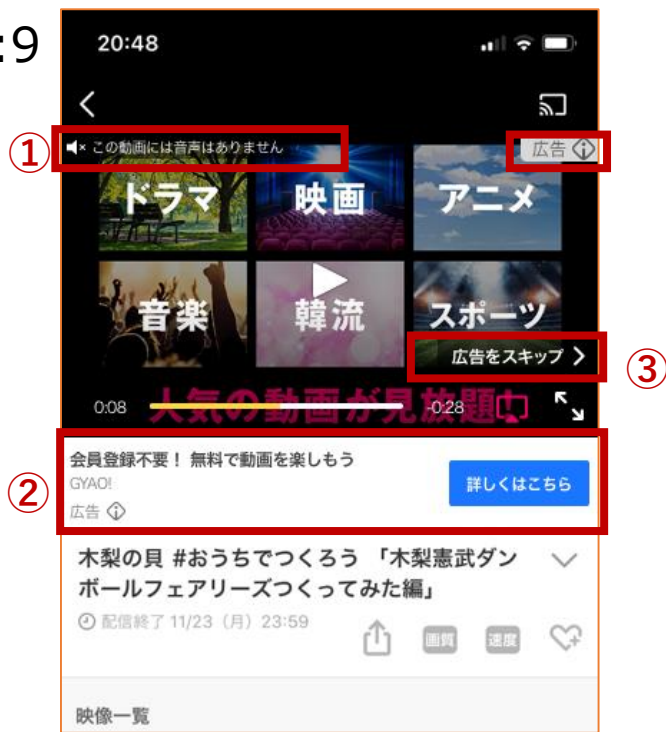 :9
20:48
①
この動画には音声はありません
広告
ドラマ
映画
アニメ
音楽
韓流
スポーツ
広告をスキップ
③
人気の動画が見放題
0:08
-0:28
②
会員登録不要！ 無料で動画を楽しもう
GYAO!
詳しくはこちら
広告
木梨の貝 #おうちでつくろう 「木梨憲武ダン
ボールフェアリーズつくってみた編」
配信終了 11/23（月）23:59
画質
速度
映像一覧